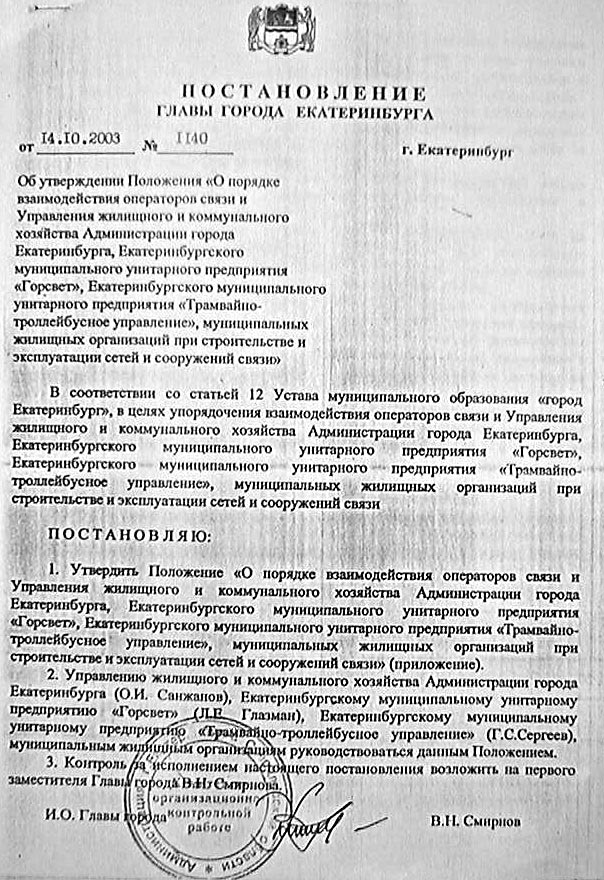 ПОСТАНОВЛЕНИЕ
ГЛАВЫ ГОРОДА ЕКАТЕРИНБУРГА
от 14.10.2003 № 1140
г. Екатеринбург
Об утверждении Положения «О порядке
взаимодействия операторов связи и
Управления жилищного и коммунального
хозяйства Администрации города
Екатеринбурга, Екатеринбургского
муниципального унитарного предприятия
«Горсвет», Екатеринбургского муниципального
унитарного предприятия «Трамвайно-
троллейбусное управление», муниципальных
жилищных организаций при строительстве и
эксплуатации сетей и сооружений связи»
В соответствии со статьей 12 Устава муниципального образования «город
Екатеринбург», в целях упорядочения взаимодействия операторов связи и Управления
жилищного и коммунального хозяйства Администрации города Екатеринбурга,
Екатеринбургского муниципального унитарного предприятия «Горсвет»,
Екатеринбургского муниципального унитарного предприятия «Трамвайно-
троллейбусное управление», муниципальных жилищных организаций при
строительстве и эксплуатации сетей и сооружений связи
ПОСТАНОВЛЯЮ:
1. Утвердить Положение «О порядке взаимодействия операторов связи и
Управления жилищного и коммунального хозяйства Администрации города
Екатеринбурга, Екатеринбургского муниципального унитарного предприятия
«Горсвет», Екатеринбургского муниципального унитарного предприятия «Трамвайно-
троллейбусное управление», муниципальных жилищных организаций при
строительстве и эксплуатации сетей и сооружений связи» (приложение).
2. Управлению жилищного и коммунального хозяйства Администрации города
Екатеринбурга (О.И. Санжанов), Екатеринбургскому муниципальному унитарному
предприятию «Горсвет» (Л.Е. Глазман), Екатеринбургскому муниципальному
унитарному предприятию «Трамвайно-троллейбусное управление» (Г.С.Сергеев),
муниципальным жилищным организациям руководствоваться данным Положением.
3. Контроль за исполнением настоящего постановления возложить на первого
заместителя Главы города В.Н. Смирнова.
организационно
контрольной
работе
И.О. Главы города
В.Н. Смирнов